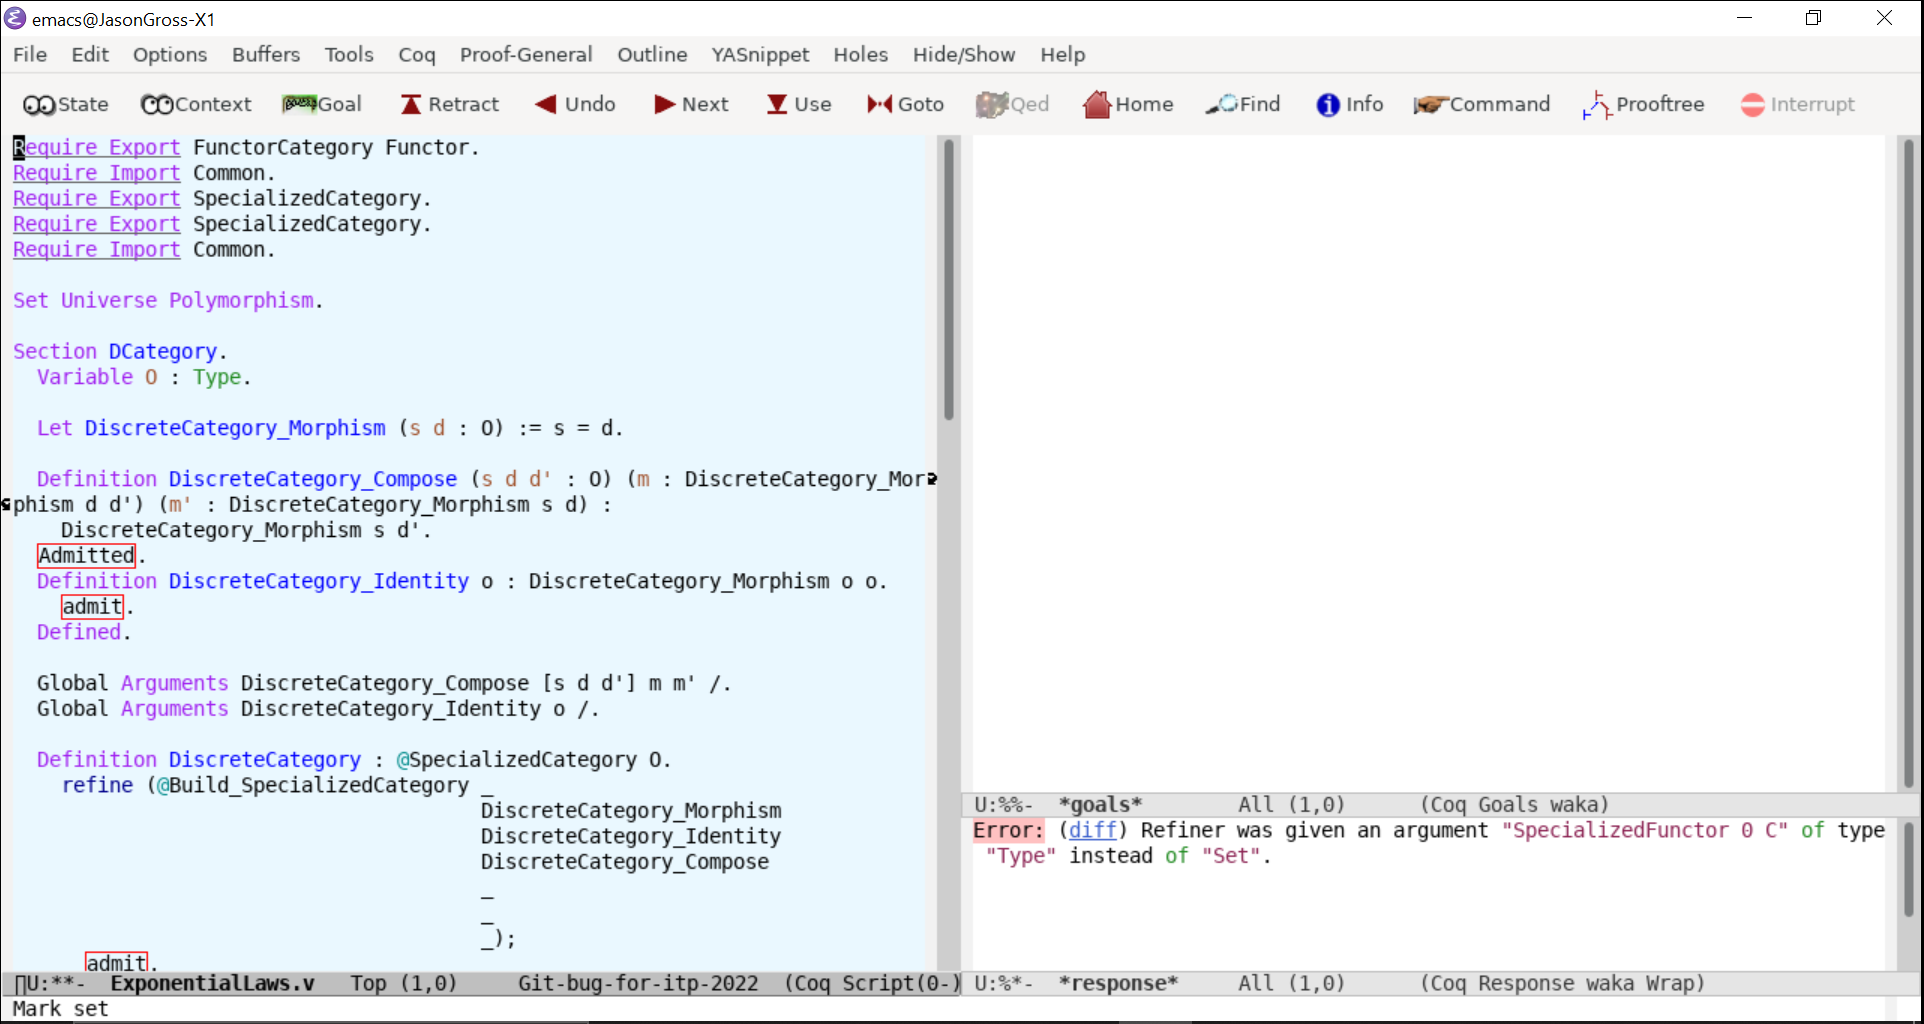 emacs@JasonGross-X1
File Edit Options Buffers Tools Coq Proof-General Outline YASnippet Holes Hide/Show Help
State Context Goal Retract Undo Next Use Goto Qed Home Find Info Command Prooftree Interrupt
Require Export FunctorCategory Functor.
Require Import Common.
Require Export SpecializedCategory.
Require Export SpecializedCategory.
Require Import Common.
Set Universe Polymorphism.
Section DCategory.
Variable O : Type.
Let DiscreteCategory_Morphism (s d : O) := s = d.
Definition DiscreteCategory_Compose (s d d' : O) (m : DiscreteCategory_Mor
phism d d') (m' : DiscreteCategory_Morphism s d) :
DiscreteCategory_Morphism s d'.
Admitted.
Definition DiscreteCategory_Identity o : DiscreteCategory_Morphism o o.
admit.
Defined.
Global Arguments DiscreteCategory_Compose [s d d'] m m' /.
Global Arguments DiscreteCategory_Identity o /.
Definition DiscreteCategory : @SpecializedCategory O.
refine (@Build_SpecializedCategory _
DiscreteCategory_Morphism
DiscreteCategory_Identity
DiscreteCategory_Compose
_
_
_);
admit.
U:**- ExponentialLaws.v Top (1,0) Git-bug-for-itp-2022 (Coq Script(0-)
Mark set
U:%%- *goals* All (1,0) (Coq Goals waka)
Error: (diff) Refiner was given an argument "SpecializedFunctor 0 C" of type
"Type" instead of "Set".
U:%*- *response* All (1,0) (Coq Response waka Wrap)